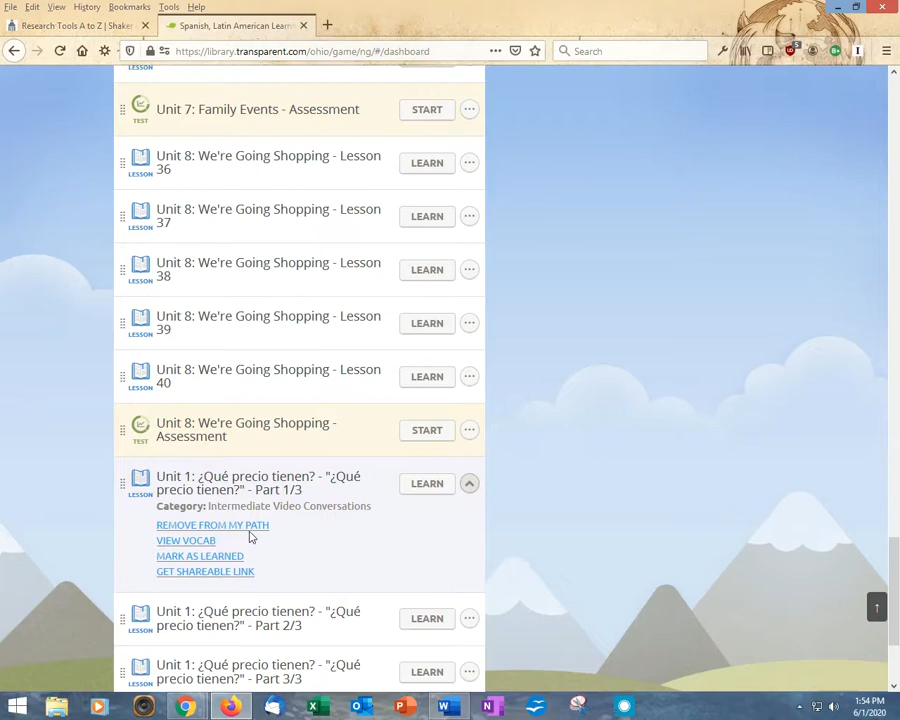 File Edit View History Bookmarks Tools Help
Research Tools A to Z | Shaker
Spanish, Latin American Learn
https://library.transparent.com/ohio/game/ng/#/dashboard
Search
LESSON
TEST
Unit 7: Family Events - Assessment
START
LESSON
Unit 8: We're Going Shopping - Lesson
36
LEARN
LESSON
Unit 8: We're Going Shopping - Lesson
37
LEARN
LESSON
Unit 8: We're Going Shopping - Lesson
38
LEARN
LESSON
Unit 8: We're Going Shopping - Lesson
39
LEARN
LESSON
Unit 8: We're Going Shopping - Lesson
40
LEARN
TEST
Unit 8: We're Going Shopping -
Assessment
START
LESSON
Unit 1: ¿Qué precio tienen? - "¿Qué
precio tienen?" - Part 1/3
LEARN
Category: Intermediate Video Conversations
REMOVE FROM MY PATH
VIEW VOCAB
MARK AS LEARNED
GET SHAREABLE LINK
LESSON
Unit 1: ¿Qué precio tienen? - "¿Qué
precio tienen?" - Part 2/3
LEARN
LESSON
Unit 1: ¿Qué precio tienen? - "¿Qué
precio tienen?" - Part 3/3
LEARN
1:54 PM
6/1/2020